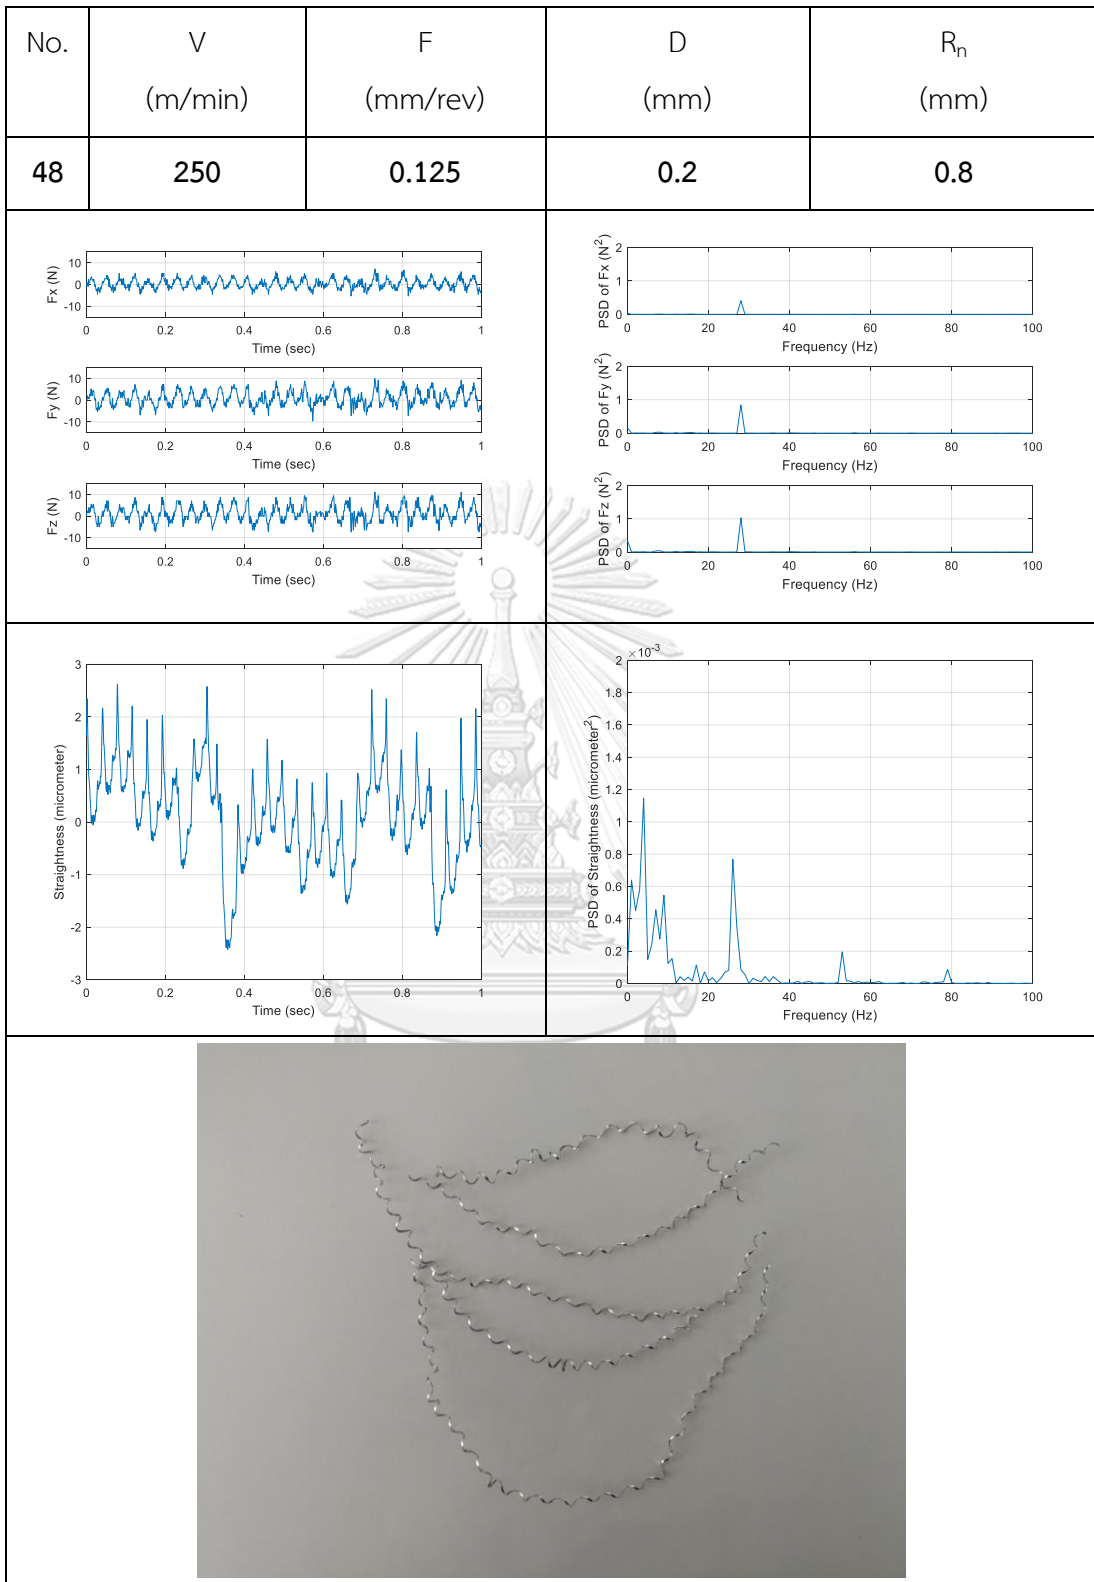 No. V F D Rn
(m/min) (mm/rev) (mm) (mm)
48 250 0.125 0.2 0.8
10
0
-10
Fx (N)
0 0.2 0.4 0.6 0.8 1
Time (sec)
10
0
-10
Fy (N)
0 0.2 0.4 0.6 0.8 1
Time (sec)
10
0
-10
Fz (N)
0 0.2 0.4 0.6 0.8 1
Time (sec)
2
1
0
PSD of Fx (N²)
0 20 40 60 80 100
Frequency (Hz)
2
1
0
PSD of Fy (N²)
0 20 40 60 80 100
Frequency (Hz)
2
1
0
PSD of Fz (N²)
0 20 40 60 80 100
Frequency (Hz)
3
2
1
0
-1
-2
-3
Straightness (micrometer)
0 0.2 0.4 0.6 0.8 1
Time (sec)
×10⁻³
2
1.8
1.6
1.4
1.2
1
0.8
0.6
0.4
0.2
0
PSD of Straightness (micrometer²)
0 20 40 60 80 100
Frequency (Hz)